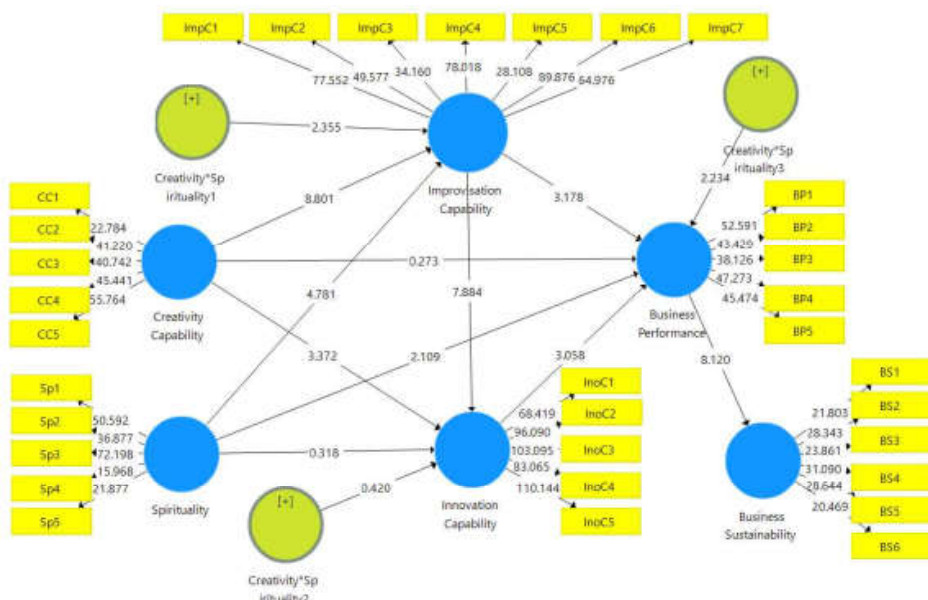 ImpC1 ImpC2 ImpC3 ImpC4 ImpC5 ImpC6 ImpC7
77.552 49.577 34.160 78.018 28.108 89.876 64.976
[+]
Creativity*Sp
irituality1
2.355
Improvisation
Capability
[+]
Creativity*Sp
irituality3
2.234
8.801
3.178
CC1
CC2
CC3
CC4
CC5
22.784
41.220
40.742
45.441
55.764
Creativity
Capability
0.273
4.781
7.884
3.372
2.109
3.058
BP1
BP2
BP3
BP4
BP5
52.591
43.429
38.126
47.273
45.474
Business
Performance
8.120
Sp1
Sp2
Sp3
Sp4
Sp5
50.592
36.877
72.198
15.968
21.877
Spirituality
0.318
0.420
[+]
Creativity*Sp
irituality2
Innovation
Capability
InoC1
InoC2
InoC3
InoC4
InoC5
68.419
96.090
103.095
83.065
110.144
BS1
BS2
BS3
BS4
BS5
BS6
21.803
28.343
23.861
31.090
28.644
20.469
Business
Sustainability